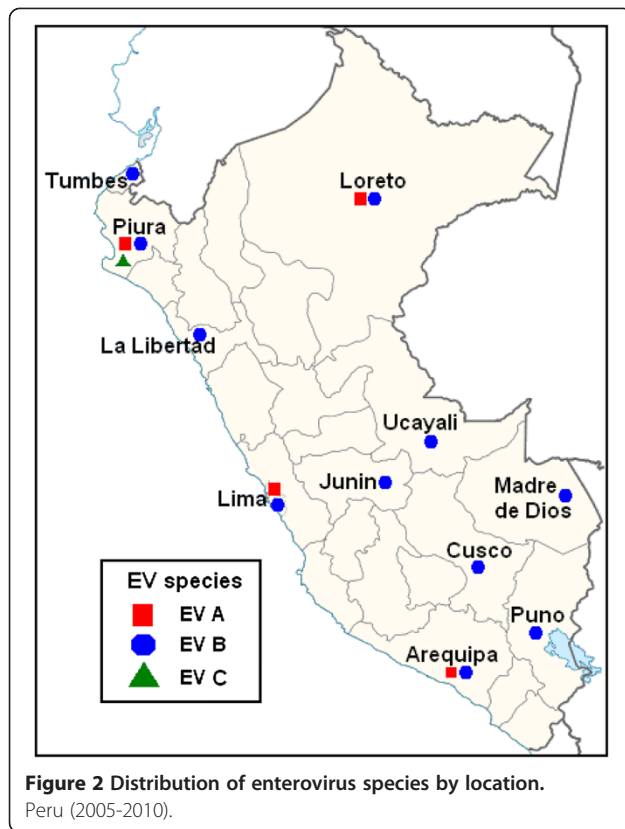 Tumbes
Loreto
Piura
La Libertad
Ucayali
Junin
Madre
de Dios
Lima
Cusco
Puno
Arequipa
EV species
EV A
EV B
EV C
Figure 2 Distribution of enterovirus species by location.
Peru (2005-2010).